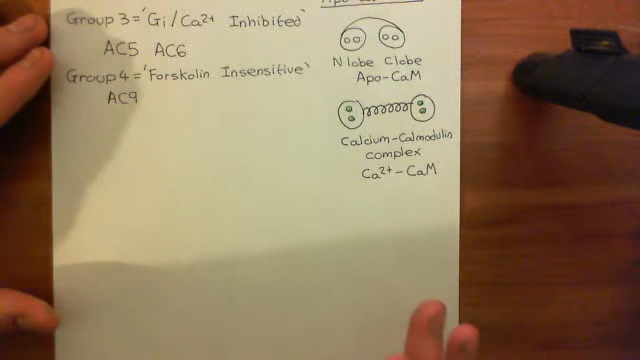 Group 3 = 'Gi/Ca2+ Inhibited'
AC5 AC6
Group 4 = 'Forskolin Insensitive'
AC9
N lobe C lobe
Apo-CaM
Calcium-Calmodulin
complex
Ca2+ - CaM